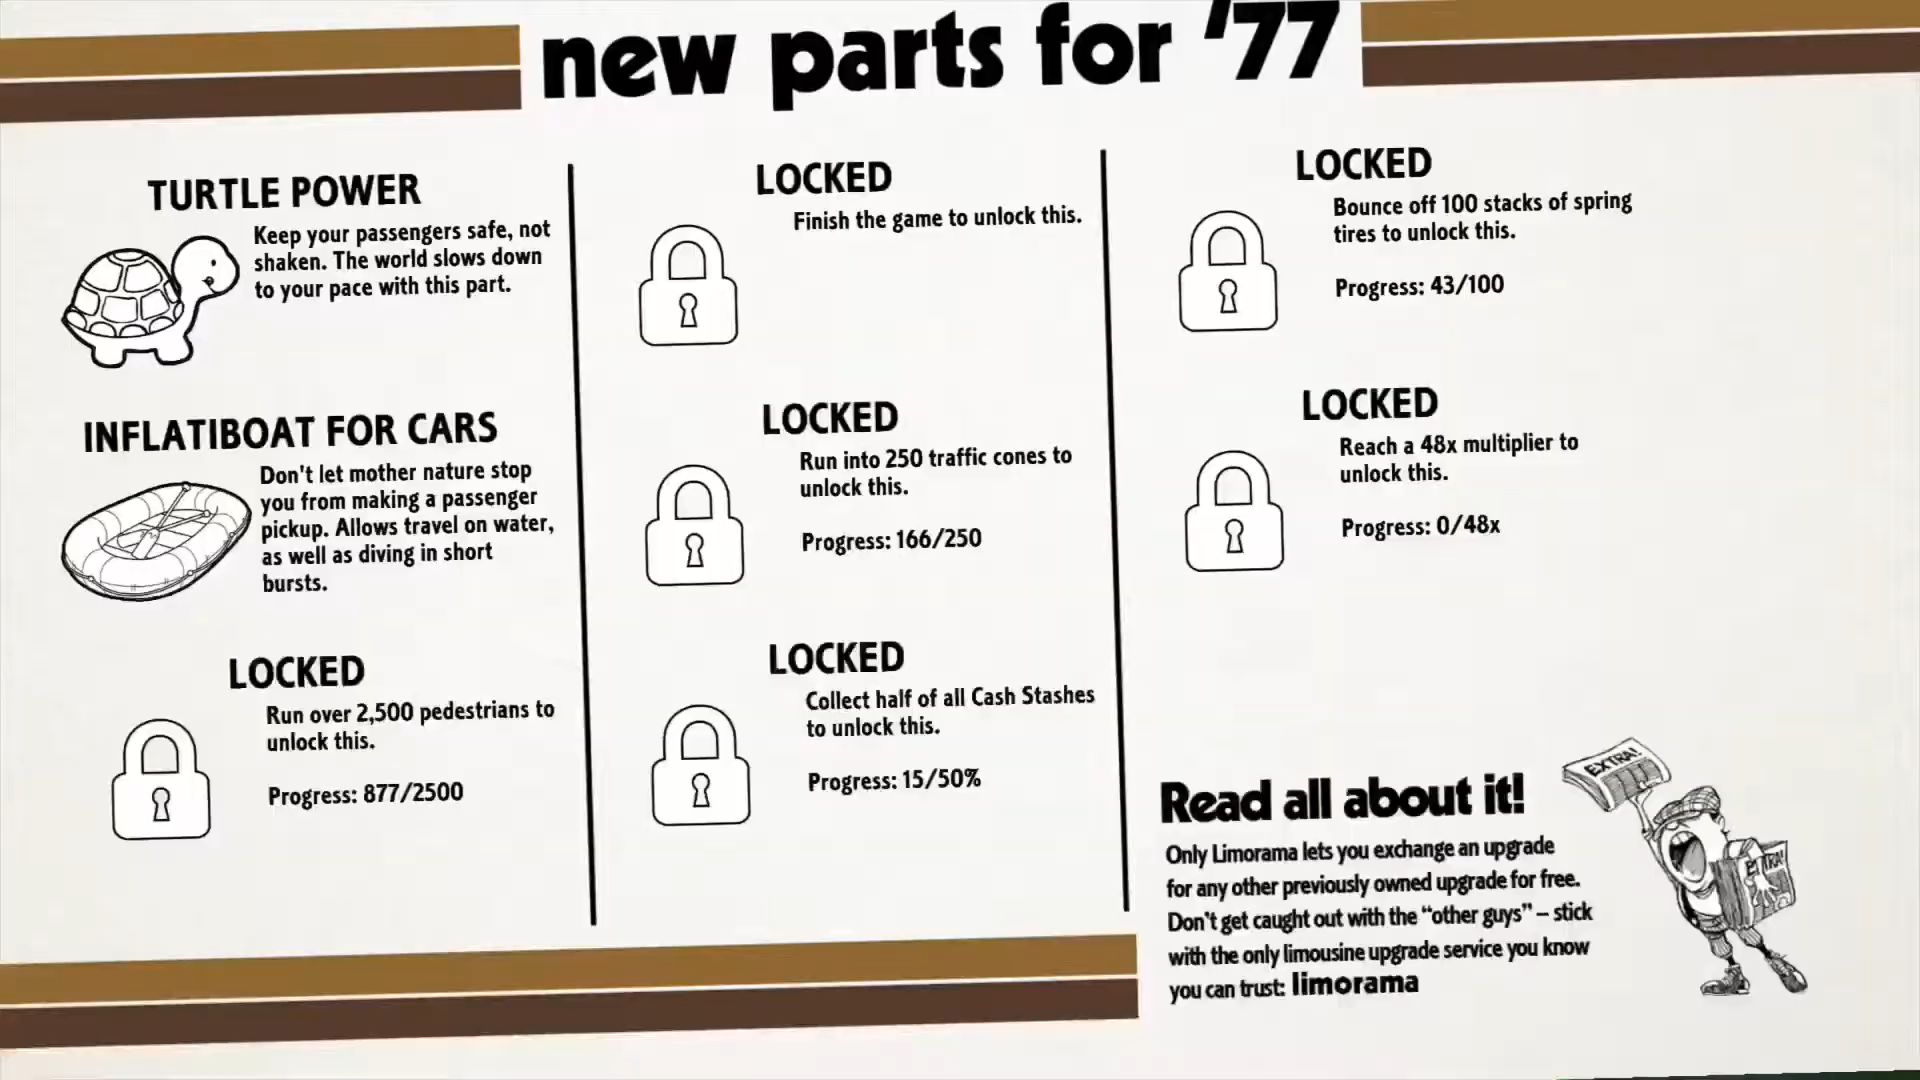 new parts for '77
TURTLE POWER
Keep your passengers safe, not
shaken. The world slows down
to your pace with this part.
INFLATIBOAT FOR CARS
Don't let mother nature stop
you from making a passenger
pickup. Allows travel on water,
as well as diving in short
bursts.
LOCKED
Run over 2,500 pedestrians to
unlock this.
Progress: 877/2500
LOCKED
Finish the game to unlock this.
LOCKED
Run into 250 traffic cones to
unlock this.
Progress: 166/250
LOCKED
Collect half of all Cash Stashes
to unlock this.
Progress: 15/50%
LOCKED
Bounce off 100 stacks of spring
tires to unlock this.
Progress: 43/100
LOCKED
Reach a 48x multiplier to
unlock this.
Progress: 0/48x
Read all about it!
Only Limorama lets you exchange an upgrade
for any other previously owned upgrade for free.
Don't get caught out with the “other guys” – stick
with the only limousine upgrade service you know
you can trust: limorama
EXTRA!
EXTRA!